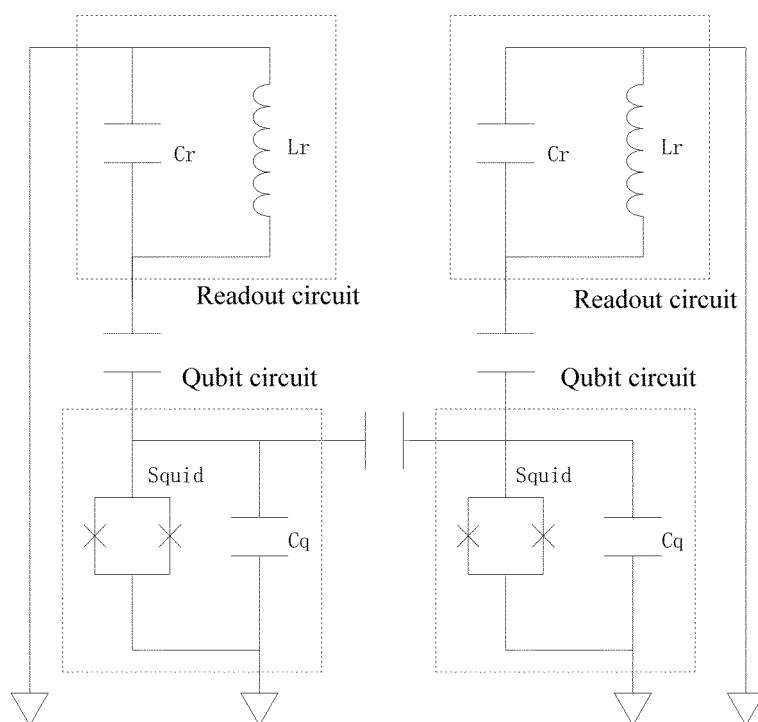 Cr Lr Cr Lr
Readout circuit Readout circuit
Qubit circuit Qubit circuit
Squid Squid
Cq Cq